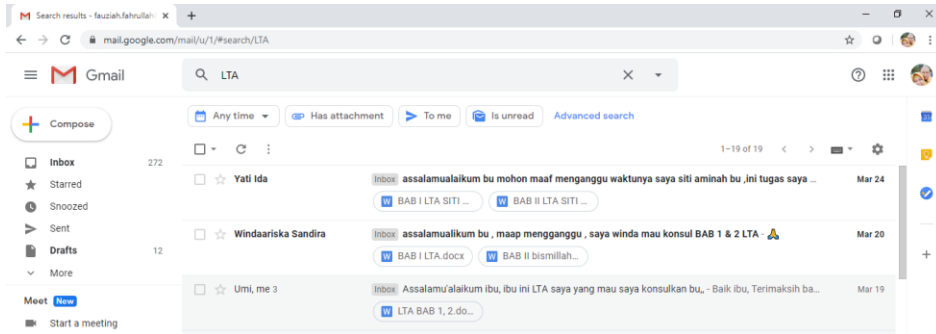 Search results - fauziah.fahrullah
mail.google.com/mail/u/1/#search/LTA
Gmail
LTA
Compose
Any time
Has attachment
To me
Is unread
Advanced search
1–19 of 19
Inbox 272
Starred
Snoozed
Sent
Drafts 12
More
Meet New
Start a meeting
Yati Ida Inbox assalamualaikum bu mohon maaf menganggu waktunya saya siti aminah bu ,ini tugas saya ... Mar 24
W BAB I LTA SITI ... W BAB II LTA SITI ...
Windaariska Sandira Inbox assalamualikum bu , maap mengganggu , saya winda mau konsul BAB 1 & 2 LTA - 🙏 Mar 20
W BAB I LTA.docx W BAB II bismillah...
Umi, me 3 Inbox Assalamu'alaikum ibu, ibu ini LTA saya yang mau saya konsulkan bu,, - Baik ibu, Terimaksih ba... Mar 19
W LTA BAB 1, 2.do...